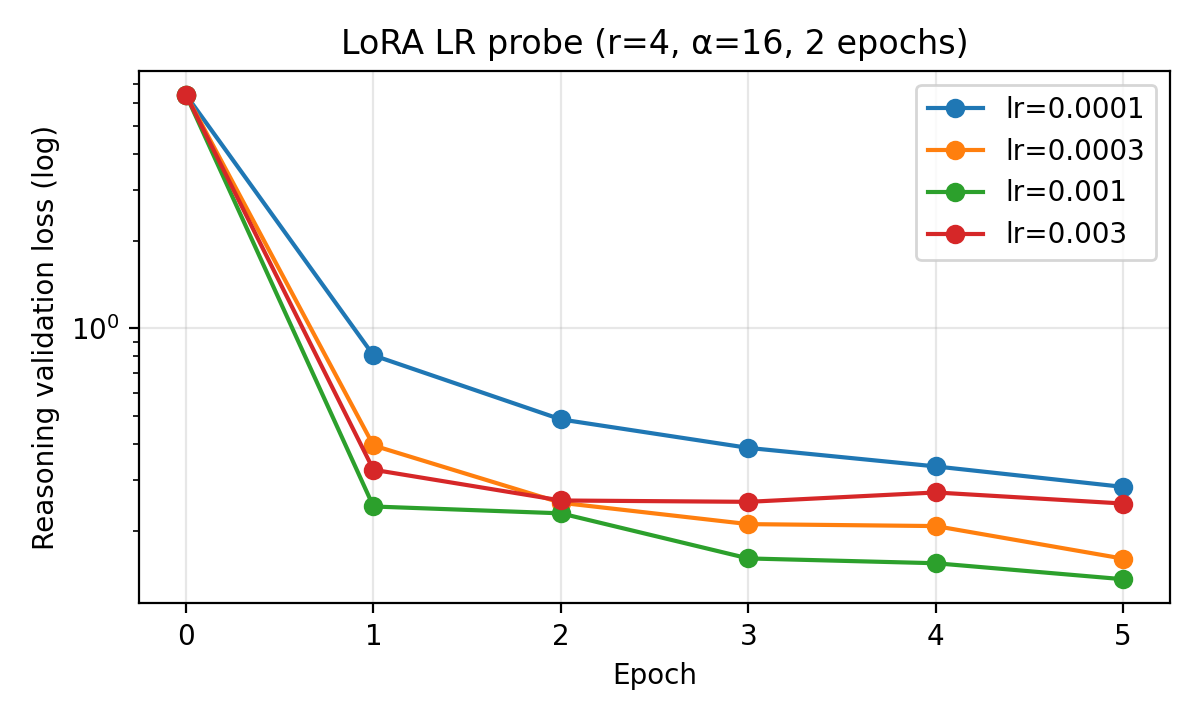 LoRA LR probe (r=4, α=16, 2 epochs)
Reasoning validation loss (log)
10⁰
lr=0.0001
lr=0.0003
lr=0.001
lr=0.003
0 1 2 3 4 5
Epoch